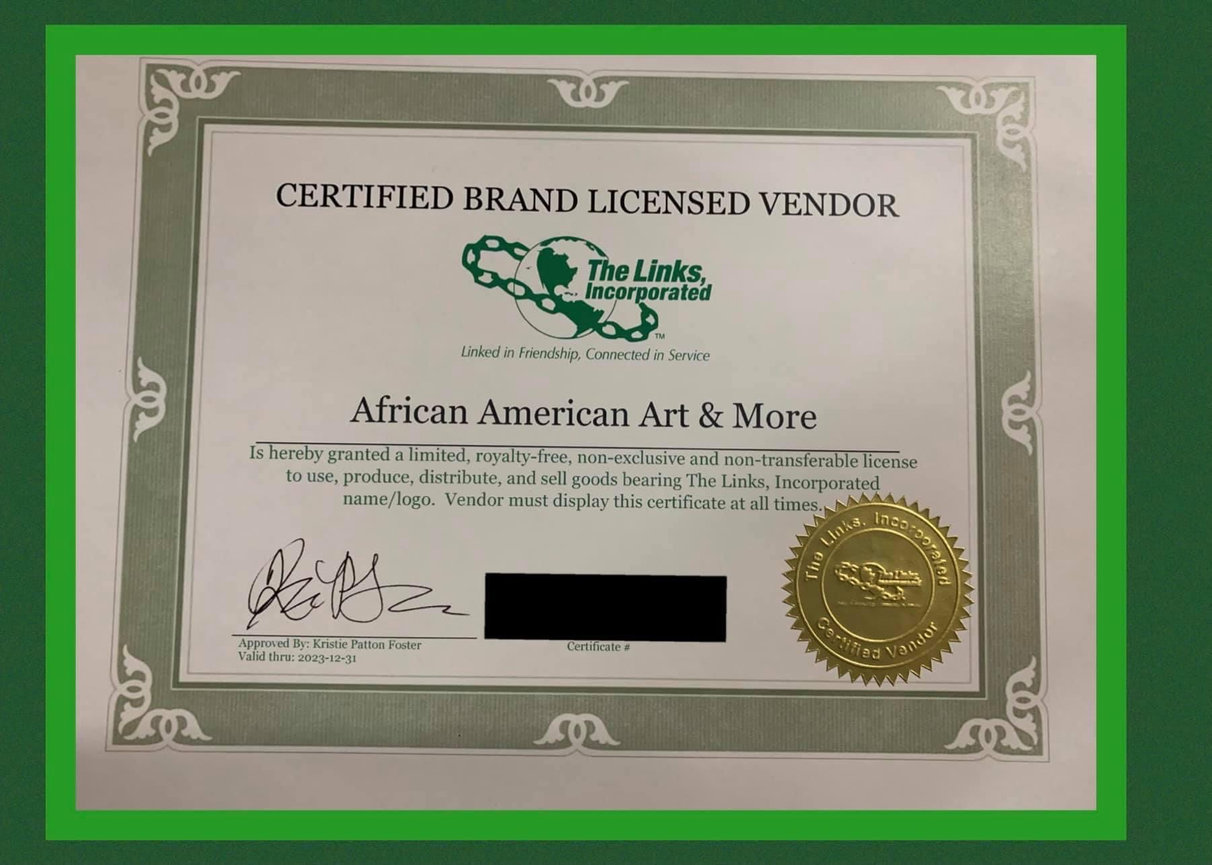 CERTIFIED BRAND LICENSED VENDOR
The Links,
Incorporated
TM
Linked in Friendship, Connected in Service
African American Art & More
Is hereby granted a limited, royalty-free, non-exclusive and non-transferable license
to use, produce, distribute, and sell goods bearing The Links, Incorporated
name/logo. Vendor must display this certificate at all times.
The Links, Incorporated
Certified Vendor
Approved By: Kristie Patton Foster
Valid thru: 2023-12-31
Certificate #